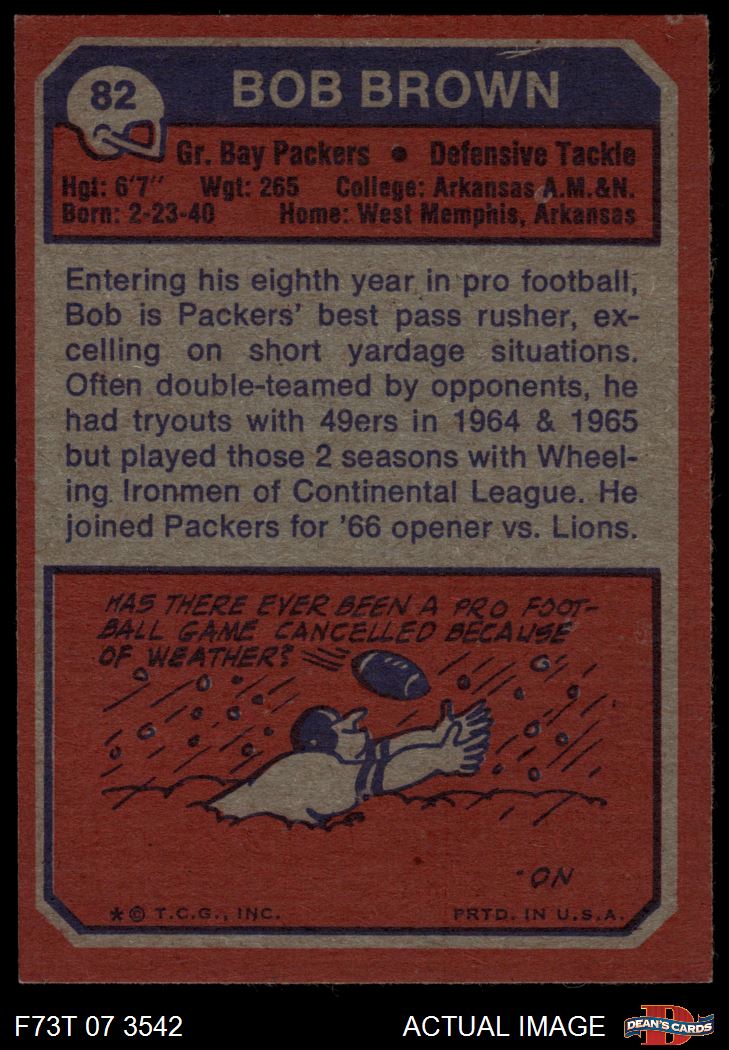 82
BOB BROWN
Gr. Bay Packers • Defensive Tackle
Hgt: 6'7" Wgt: 265 College: Arkansas A.M.&N.
Born: 2-23-40 Home: West Memphis, Arkansas
Entering his eighth year in pro football,
Bob is Packers' best pass rusher, ex-
celling on short yardage situations.
Often double-teamed by opponents, he
had tryouts with 49ers in 1964 & 1965
but played those 2 seasons with Wheel-
ing Ironmen of Continental League. He
joined Packers for '66 opener vs. Lions.
HAS THERE EVER BEEN A PRO FOOT-
BALL GAME CANCELLED BECAUSE
OF WEATHER?
ON
* © T.C.G., INC. PRTD. IN U.S.A.
F73T 07 3542 ACTUAL IMAGE
D
DEAN'S CARDS